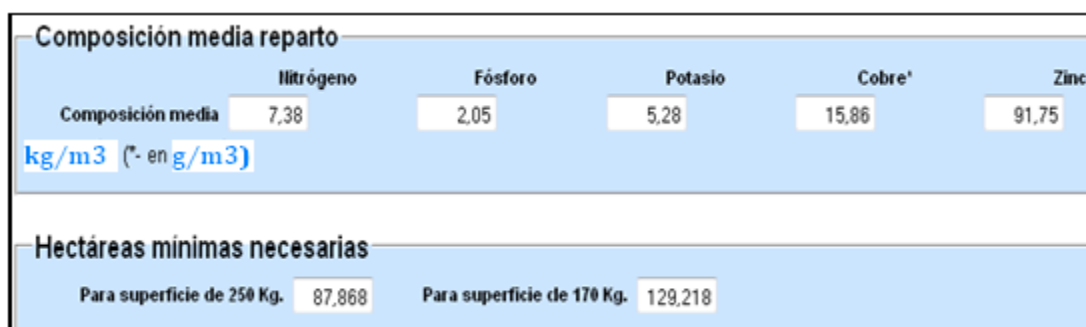 Composición media reparto
Nitrógeno Fósforo Potasio Cobre* Zinc
Composición media 7,38 2,05 5,28 15,86 91,75
kg/m3 (*- en g/m3)
Hectáreas mínimas necesarias
Para superficie de 250 Kg. 87,868 Para superficie de 170 Kg. 129,218